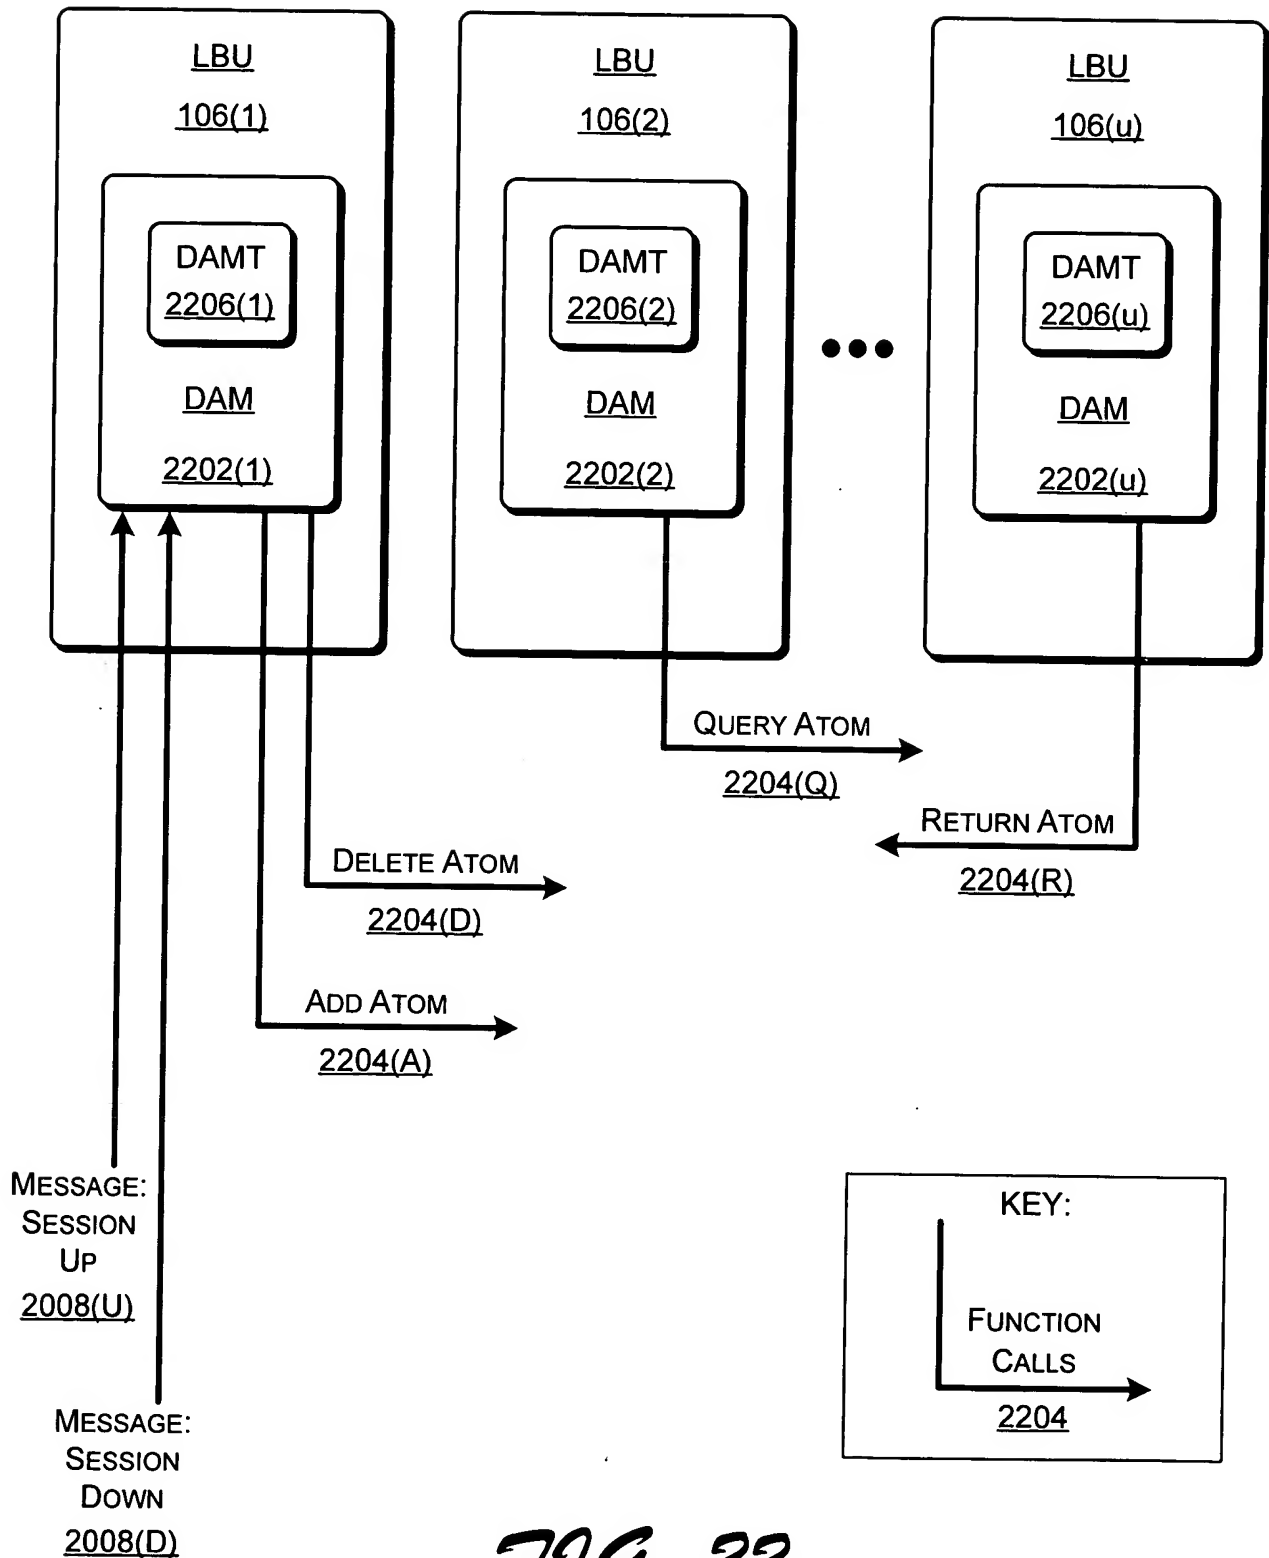 LBU
106(1)
DAMT
2206(1)
DAM
2202(1)
LBU
106(2)
DAMT
2206(2)
DAM
2202(2)
LBU
106(u)
DAMT
2206(u)
DAM
2202(u)
QUERY ATOM
2204(Q)
RETURN ATOM
2204(R)
DELETE ATOM
2204(D)
ADD ATOM
2204(A)
MESSAGE:
SESSION
UP
2008(U)
MESSAGE:
SESSION
DOWN
2008(D)
KEY:
FUNCTION
CALLS
2204
FIG. 22